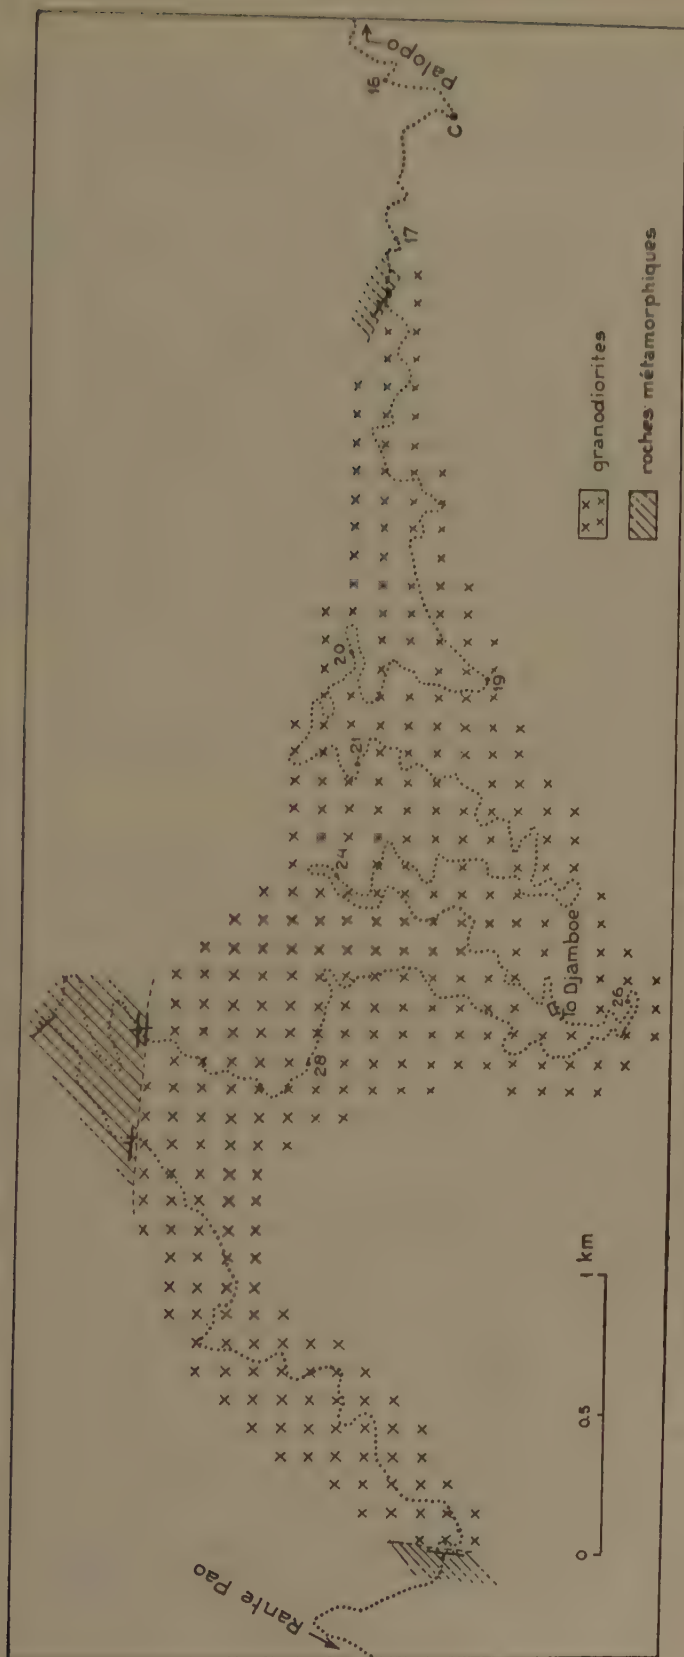 Palopo
16
C
17
granodiorites
roches métamorphiques
20
19
21
24
To Djamboe
26
28
0
0.5
1 km
Rante Pao